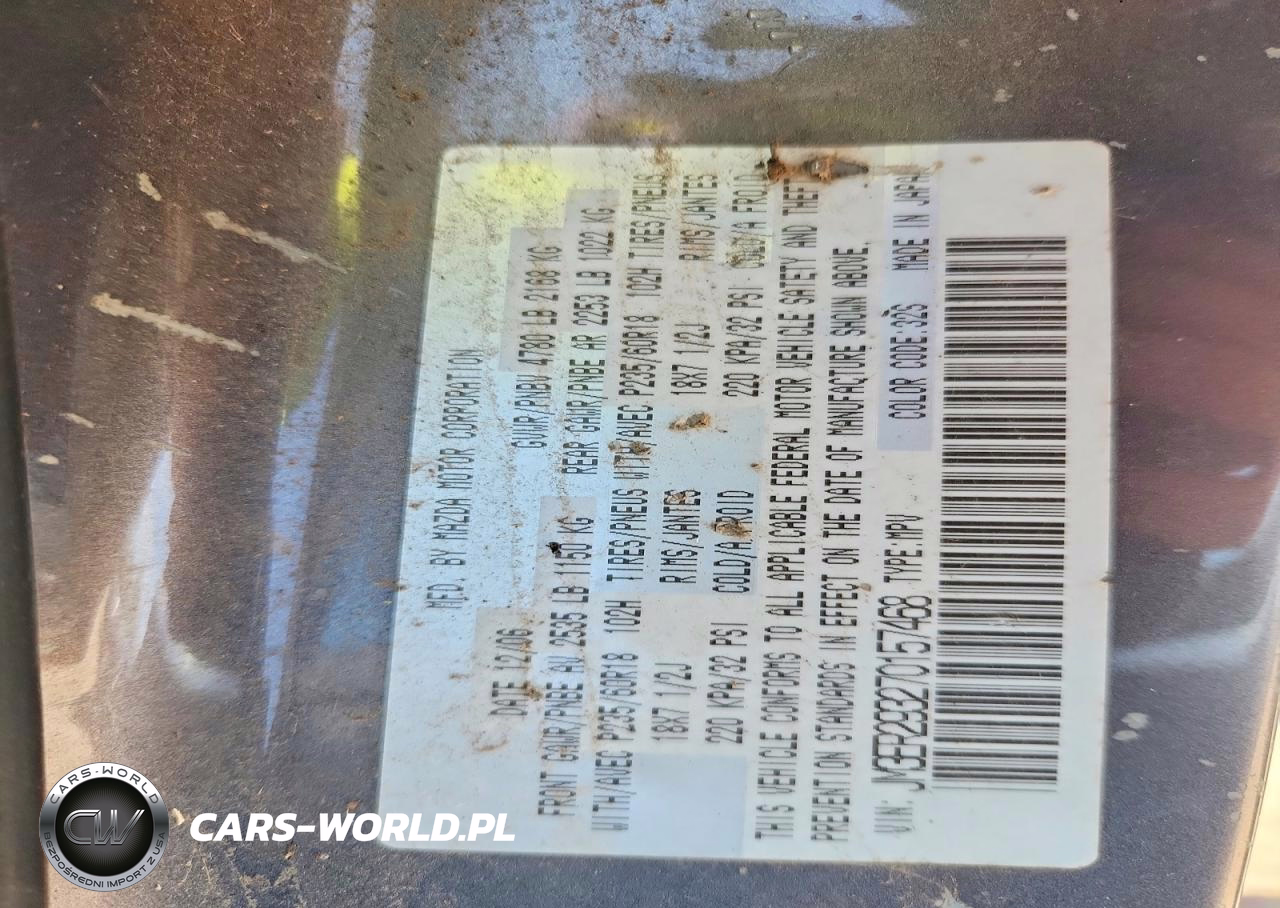 MFD. BY MAZDA MOTOR CORPORATION
DATE 12/06 GVWR/PNBV 4780 LB 2168 KG
FRONT GAWR/PNBE AV 2535 LB 1150 KG REAR GAWR/PNBE AR 2253 LB 1022 KG
WITH/AVEC P235/60R18 102H TIRES/PNEUS WITH/AVEC P235/60R18 102H TIRES/PNEUS
18X7 1/2J RIMS/JANTES 18X7 1/2J RIMS/JANTES
220 KPA/32 PSI COLD/A FROID 220 KPA/32 PSI COLD/A FROID
THIS VEHICLE CONFORMS TO ALL APPLICABLE FEDERAL MOTOR VEHICLE SAFETY AND THEFT
PREVENTION STANDARDS IN EFFECT ON THE DATE OF MANUFACTURE SHOWN ABOVE.
VIN: JM3ER293270157468 TYPE:MPV COLOR CODE 32S MADE IN JAPAN
CARS-WORLD
CW
BEZPOŚREDNI IMPORT Z USA
CARS-WORLD.PL